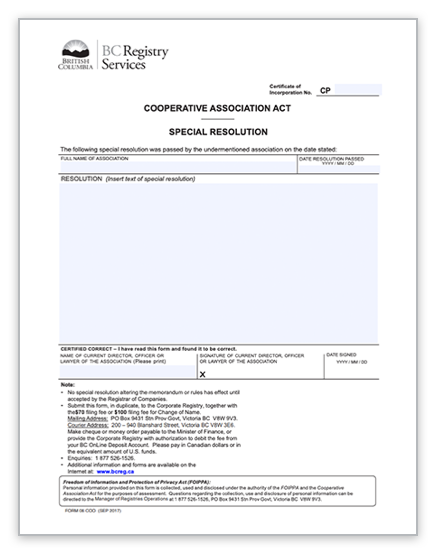 BRITISH
COLUMBIA
BC Registry
Services
Certificate of
Incorporation No.
CP
COOPERATIVE ASSOCIATION ACT
SPECIAL RESOLUTION
The following special resolution was passed by the undermentioned association on the date stated:
FULL NAME OF ASSOCIATION
DATE RESOLUTION PASSED
YYYY / MM / DD
RESOLUTION (Insert text of special resolution)
CERTIFIED CORRECT – I have read this form and found it to be correct.
NAME OF CURRENT DIRECTOR, OFFICER OR
LAWYER OF THE ASSOCIATION (Please print)
SIGNATURE OF CURRENT DIRECTOR, OFFICER
OR LAWYER OF THE ASSOCIATION
X
DATE SIGNED
YYYY / MM / DD
Note:
• No special resolution altering the memorandum or rules has effect until
accepted by the Registrar of Companies.
• Submit this form, in duplicate, to the Corporate Registry, together with
the $70 filing fee or $100 filing fee for Change of Name.
Mailing Address: PO Box 9431 Stn Prov Govt, Victoria BC V8W 9V3.
Courier Address: 200 – 940 Blanshard Street, Victoria BC V8W 3E6.
Make cheque or money order payable to the Minister of Finance, or
provide the Corporate Registry with authorization to debit the fee from
your BC OnLine Deposit Account. Please pay in Canadian dollars or in
the equivalent amount of U.S. funds.
• Enquiries: 1 877 526-1526.
• Additional information and forms are available on the
Internet at: www.bcreg.ca
Freedom of Information and Protection of Privacy Act (FOIPPA):
Personal information provided on this form is collected, used and disclosed under the authority of the FOIPPA and the Cooperative
Association Act for the purposes of assessment. Questions regarding the collection, use and disclosure of personal information can be
directed to the Manager of Registries Operations at 1 877 526-1526, PO Box 9431 Stn Prov Govt, Victoria BC V8W 9V3.
FORM 06 COO (SEP 2017)